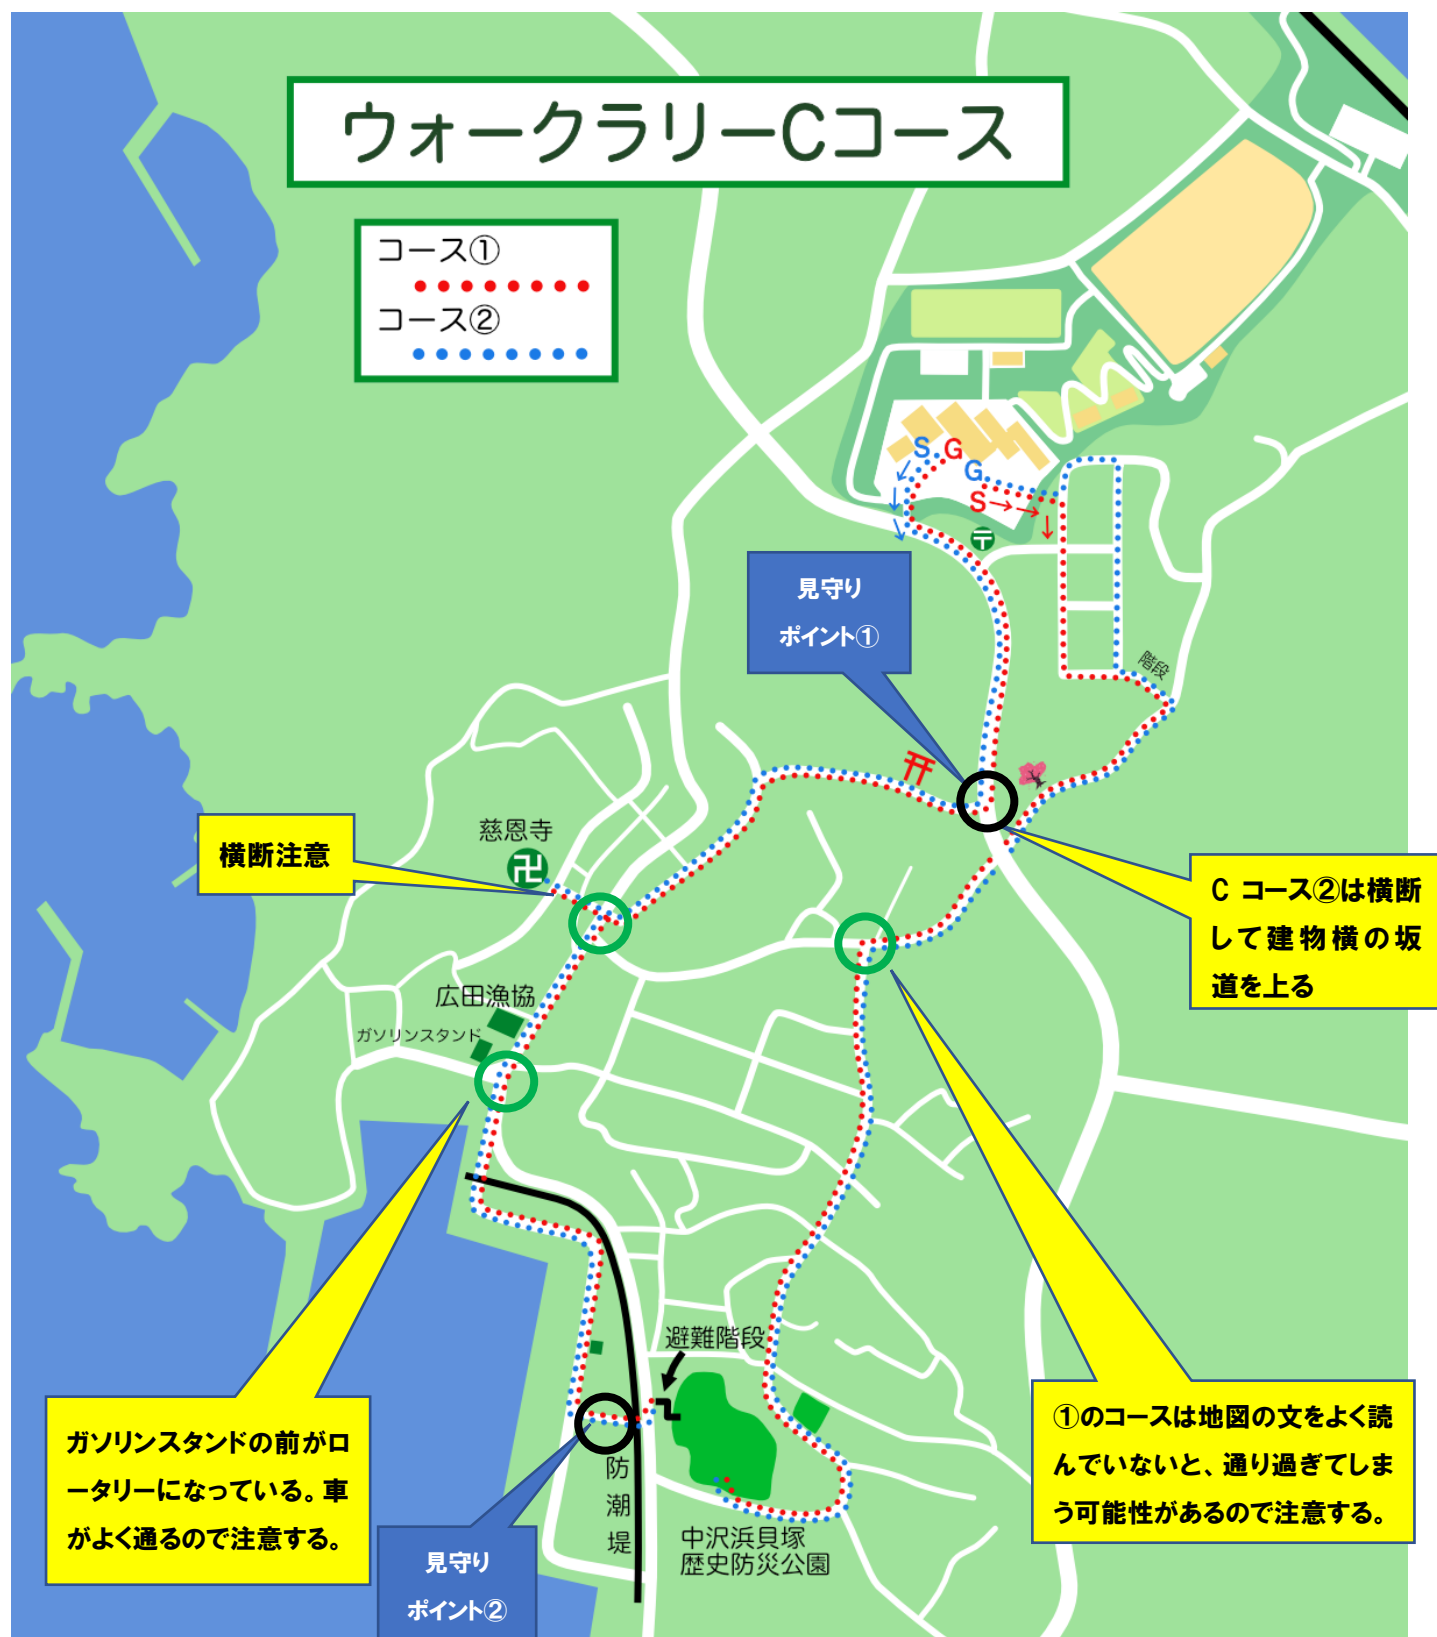 ウォークラリーCコース
コース①
コース②
S
G
G
S
〒
見守り
ポイント①
階段
慈恩寺
卍
横断注意
C コース②は横断
して建物横の坂
道を上る
広田漁協
ガソリンスタンド
避難階段
ガソリンスタンドの前がロ
ータリーになっている。車
がよく通るので注意する。
①のコースは地図の文をよく読
んでいないと、通り過ぎてしま
う可能性があるので注意する。
防
潮
堤
中沢浜貝塚
歴史防災公園
見守り
ポイント②